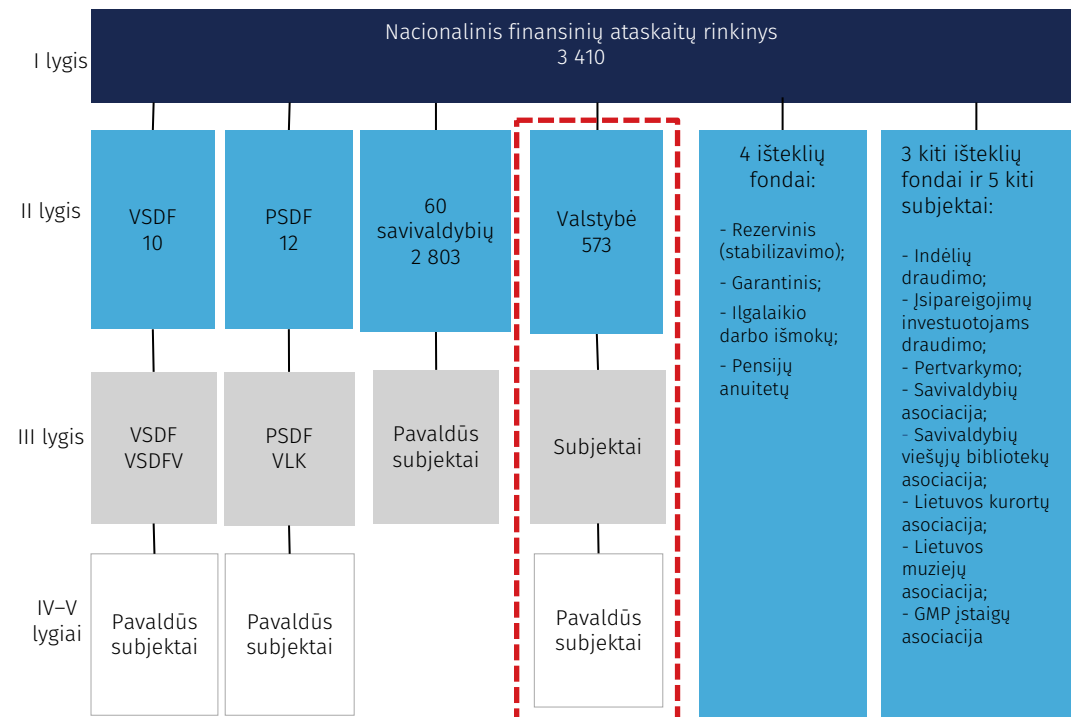 Nacionalinis finansinių ataskaitų rinkinys
3 410
I lygis
II lygis
VSDF
10
PSDF
12
60
savivaldybių
2 803
Valstybė
573
4 išteklių
fondai:
- Rezervinis
(stabilizavimo);
- Garantinis;
- Ilgalaikio
darbo išmokų;
- Pensijų
anuitetų
3 kiti išteklių
fondai ir 5 kiti
subjektai:
- Indėlių
draudimo;
- Įsipareigojimų
investuotojams
draudimo;
- Pertvarkymo;
- Savivaldybių
asociacija;
- Savivaldybių
viešųjų bibliotekų
asociacija;
- Lietuvos kurortų
asociacija;
- Lietuvos
muziejų
asociacija;
- GMP įstaigų
asociacija
III lygis
VSDF
VSDFV
PSDF
VLK
Pavaldūs
subjektai
Subjektai
IV–V
lygiai
Pavaldūs
subjektai
Pavaldūs
subjektai
Pavaldūs
subjektai